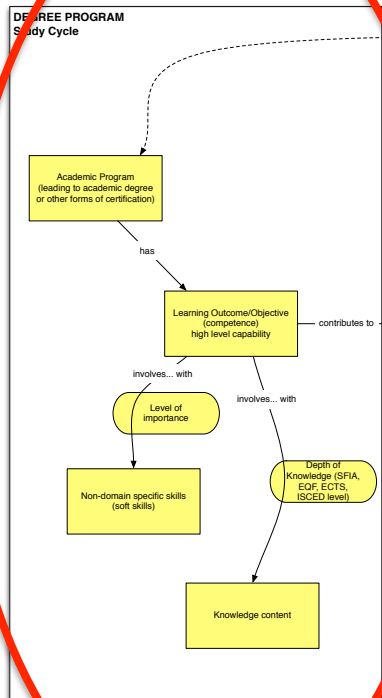 DEGREE PROGRAM
Study Cycle
Academic Program
(leading to academic degree
or other forms of certification)
has
Learning Outcome/Objective
(competence)
high level capability
contributes to
involves... with
involves... with
Level of
importance
Depth of
Knowledge (SFIA,
EQF, ECTS,
ISCED level)
Non-domain specific skills
(soft skills)
Knowledge content